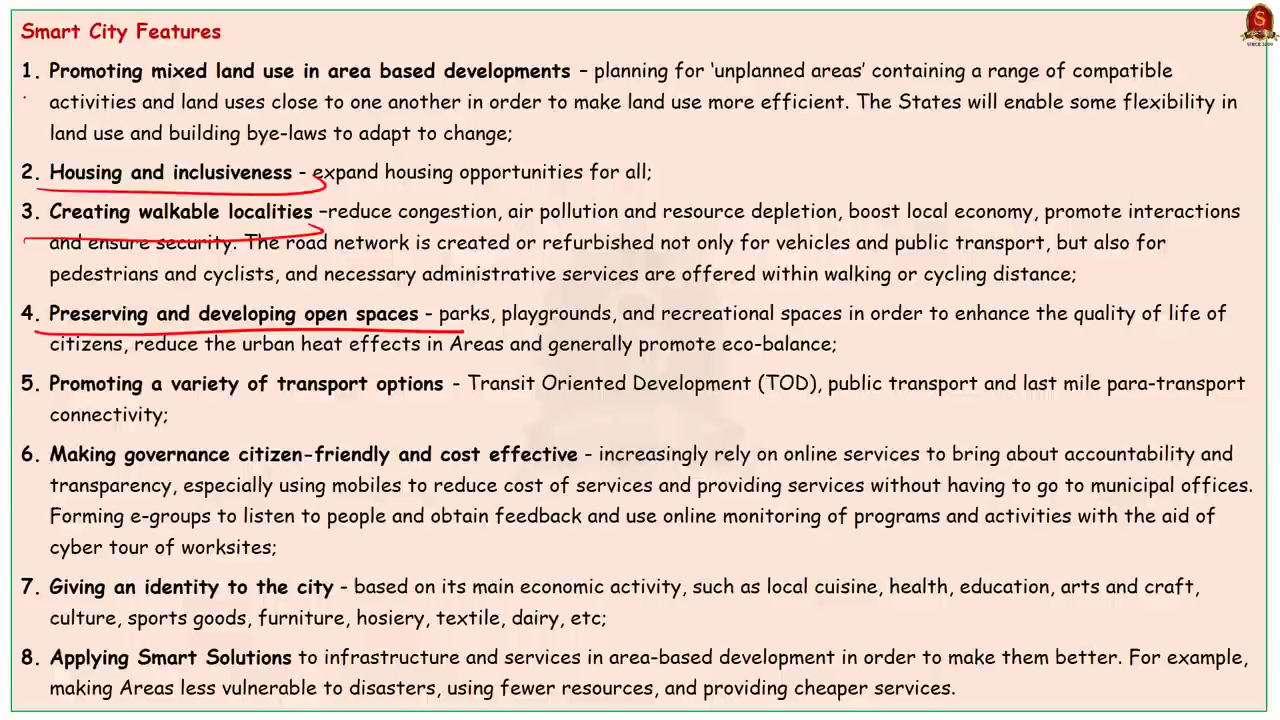 Smart City Features
1. Promoting mixed land use in area based developments – planning for ‘unplanned areas’ containing a range of compatible
activities and land uses close to one another in order to make land use more efficient. The States will enable some flexibility in
land use and building bye-laws to adapt to change;
2. Housing and inclusiveness - expand housing opportunities for all;
3. Creating walkable localities –reduce congestion, air pollution and resource depletion, boost local economy, promote interactions
and ensure security. The road network is created or refurbished not only for vehicles and public transport, but also for
pedestrians and cyclists, and necessary administrative services are offered within walking or cycling distance;
4. Preserving and developing open spaces - parks, playgrounds, and recreational spaces in order to enhance the quality of life of
citizens, reduce the urban heat effects in Areas and generally promote eco-balance;
5. Promoting a variety of transport options - Transit Oriented Development (TOD), public transport and last mile para-transport
connectivity;
6. Making governance citizen-friendly and cost effective - increasingly rely on online services to bring about accountability and
transparency, especially using mobiles to reduce cost of services and providing services without having to go to municipal offices.
Forming e-groups to listen to people and obtain feedback and use online monitoring of programs and activities with the aid of
cyber tour of worksites;
7. Giving an identity to the city - based on its main economic activity, such as local cuisine, health, education, arts and craft,
culture, sports goods, furniture, hosiery, textile, dairy, etc;
8. Applying Smart Solutions to infrastructure and services in area-based development in order to make them better. For example,
making Areas less vulnerable to disasters, using fewer resources, and providing cheaper services.